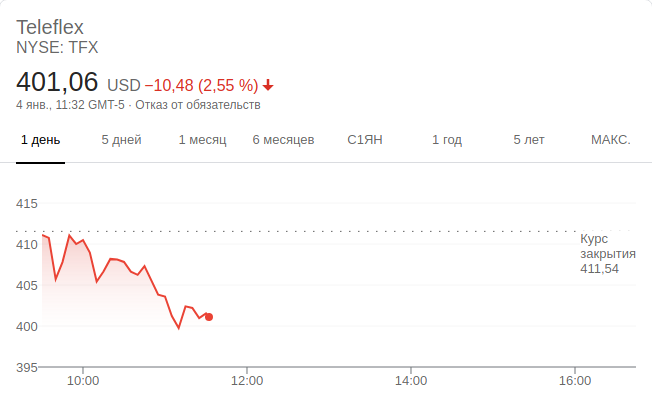 Teleflex
NYSE: TFX
401,06 USD −10,48 (2,55 %)
4 янв., 11:32 GMT-5 · Отказ от обязательств
1 день 5 дней 1 месяц 6 месяцев С1ЯН 1 год 5 лет МАКС.
415
410
405
400
395
Курс
закрытия
411,54
10:00 12:00 14:00 16:00